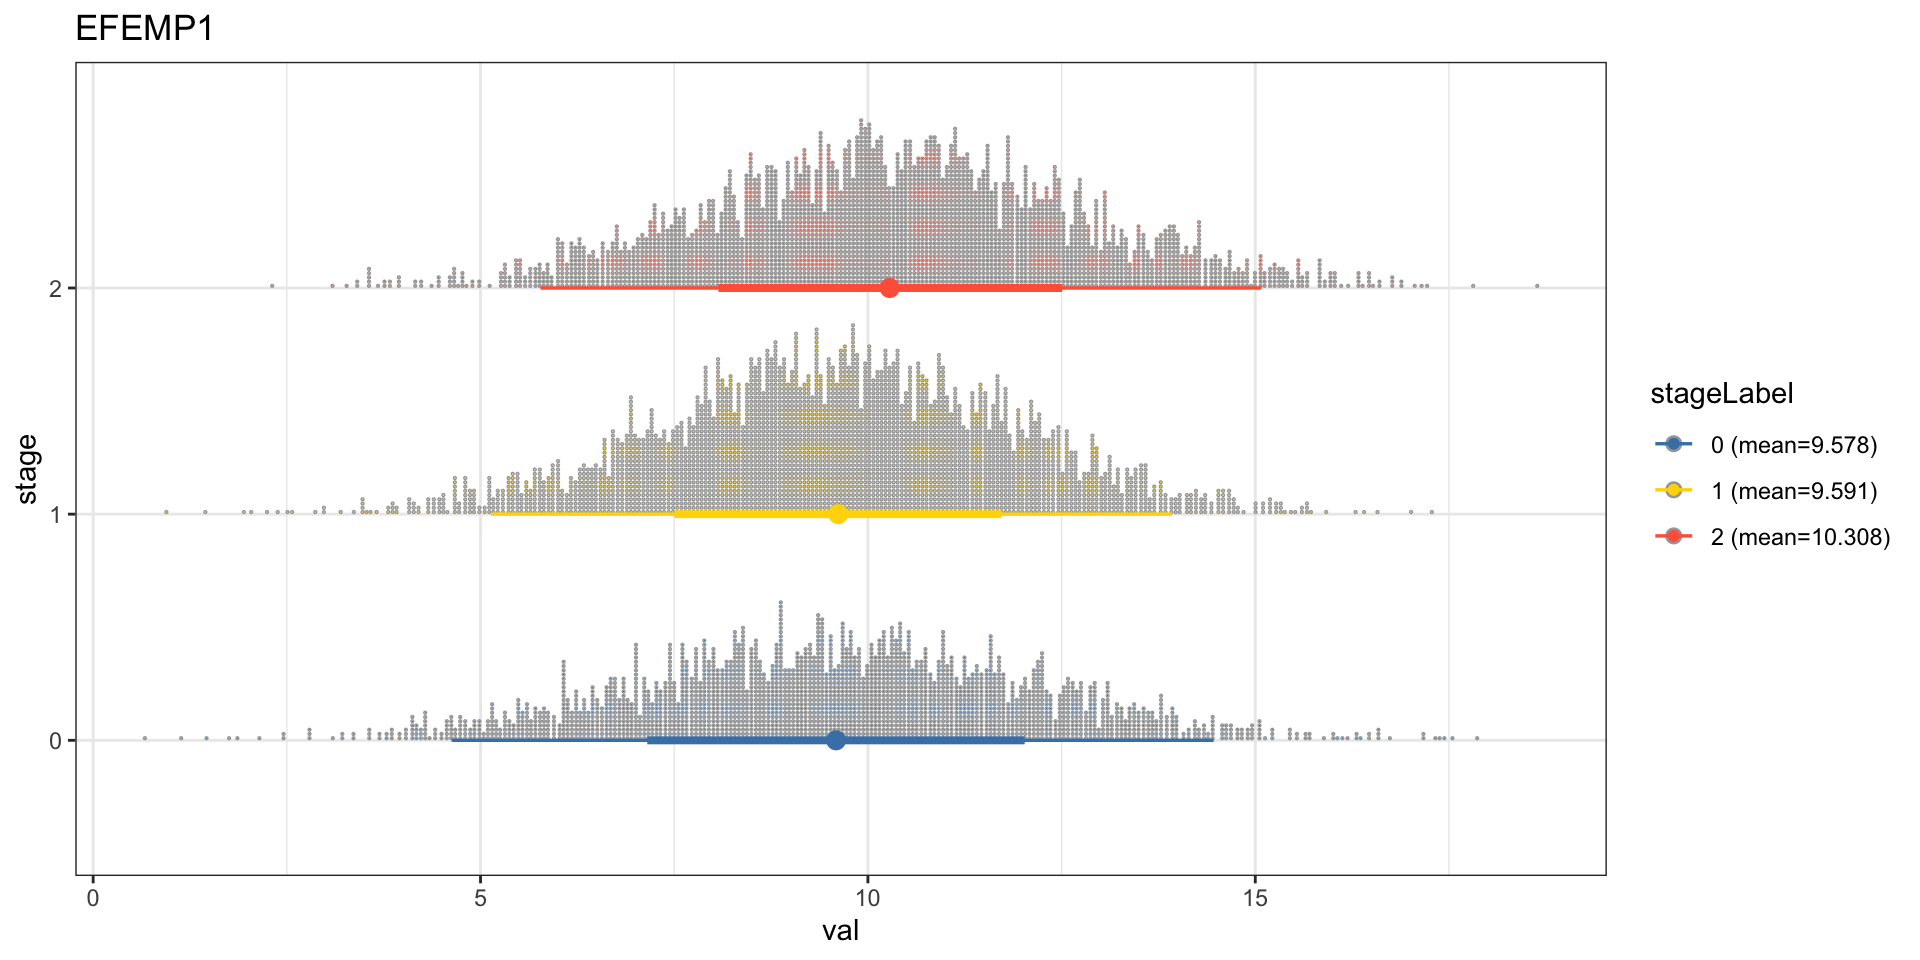 EFEMP1
stage
2
1
0
0 5 10 15
val
stageLabel
0 (mean=9.578)
1 (mean=9.591)
2 (mean=10.308)